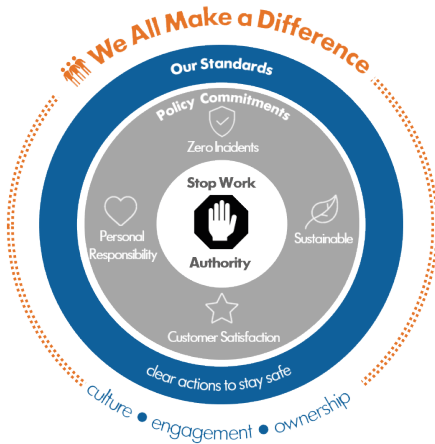 We All Make a Difference
Our Standards
Policy Commitments
Zero Incidents
Stop Work
Authority
Personal
Responsibility
Sustainable
Customer Satisfaction
clear actions to stay safe
culture • engagement • ownership